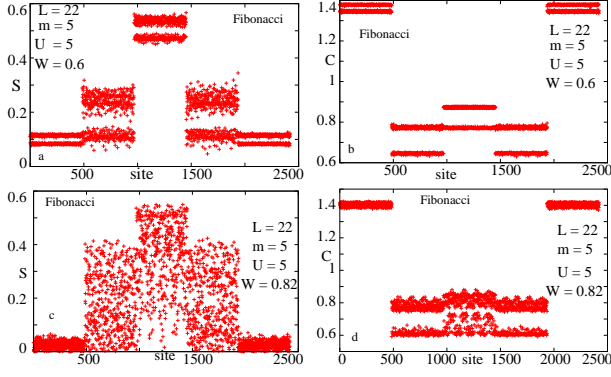 0.6
0.4
0.2
0
S
Fibonacci
L = 22
m = 5
U = 5
W = 0.6
a
500
site
1500
2500
1.4
1.2
C
1
0.8
0.6
Fibonacci
L = 22
m = 5
U = 5
W = 0.6
b
500
site
1500
2500
0.6
0.4
0.2
0
S
Fibonacci
L = 22
m = 5
U = 5
W = 0.82
c
500
site
1500
2500
1.4
1.2
C
1.0
0.8
0.6
Fibonacci
L = 22
m = 5
U = 5
W = 0.82
d
0
500
1000
site
1500
2000
2500